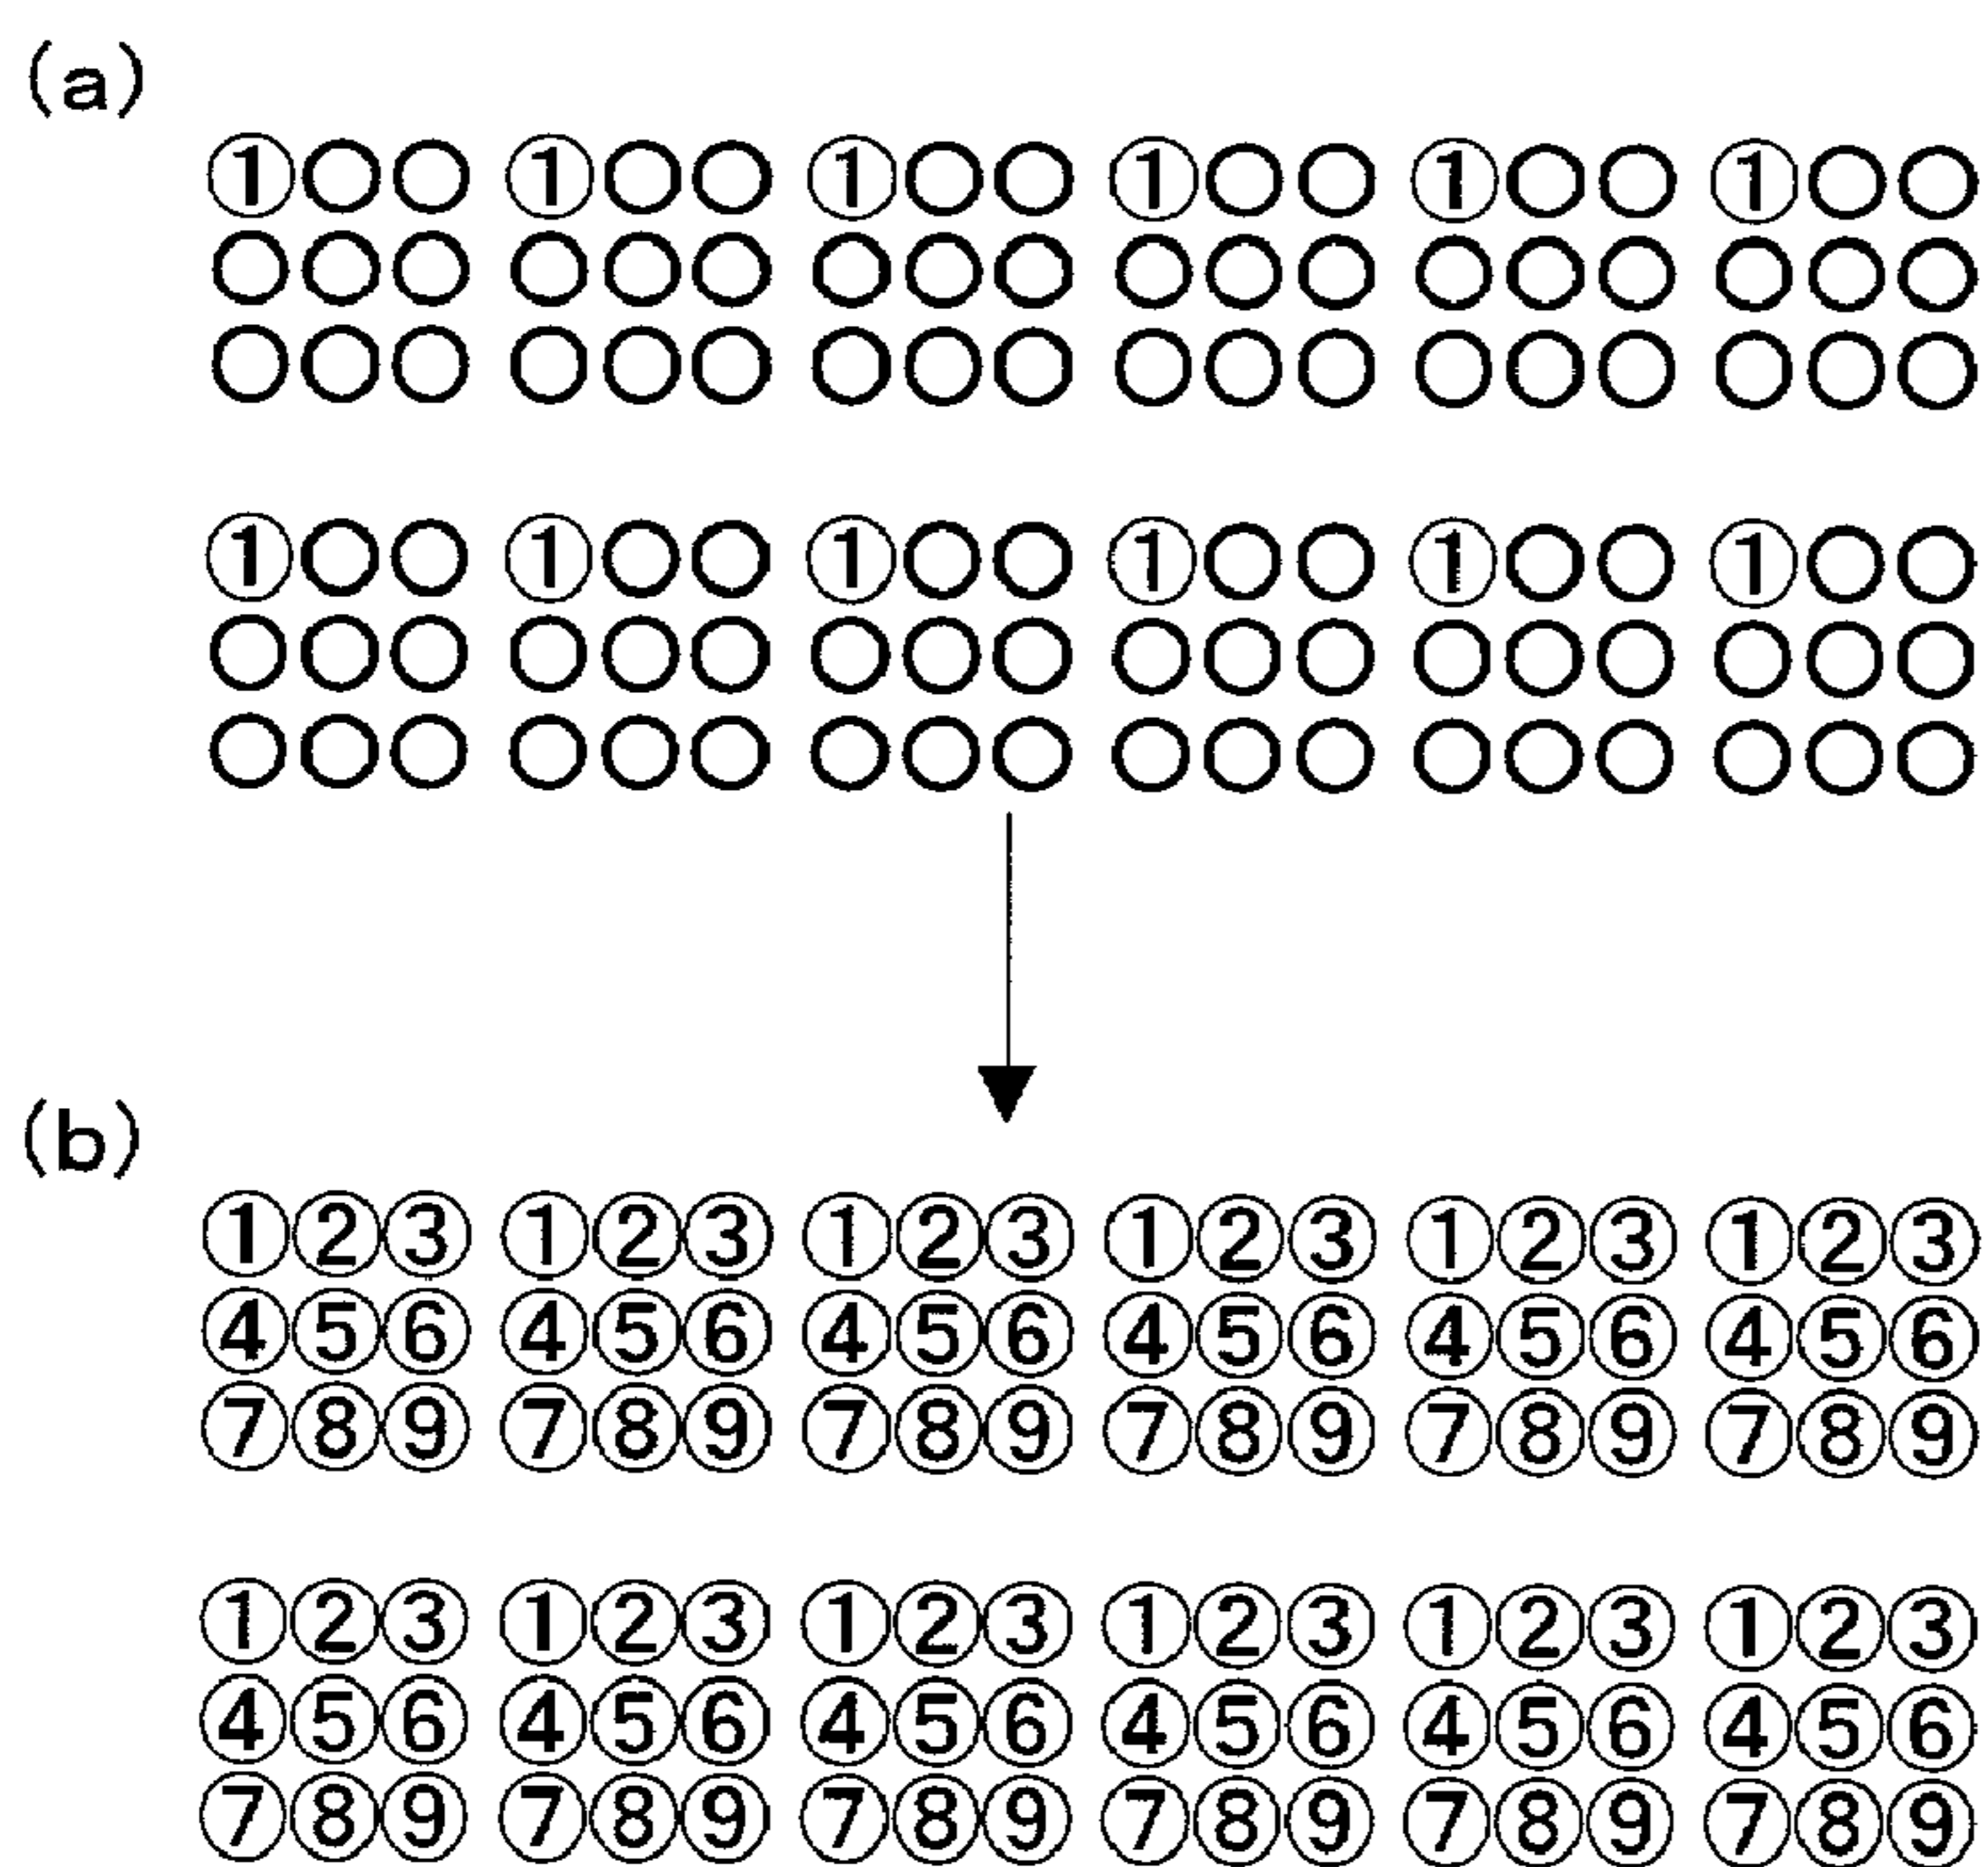 (a)
① ○ ○ ① ○ ○ ① ○ ○ ① ○ ○ ① ○ ○ ① ○ ○
○ ○ ○ ○ ○ ○ ○ ○ ○ ○ ○ ○ ○ ○ ○ ○ ○ ○
○ ○ ○ ○ ○ ○ ○ ○ ○ ○ ○ ○ ○ ○ ○ ○ ○ ○
① ○ ○ ① ○ ○ ① ○ ○ ① ○ ○ ① ○ ○ ① ○ ○
○ ○ ○ ○ ○ ○ ○ ○ ○ ○ ○ ○ ○ ○ ○ ○ ○ ○
○ ○ ○ ○ ○ ○ ○ ○ ○ ○ ○ ○ ○ ○ ○ ○ ○ ○
(b)
①②③ ①②③ ①②③ ①②③ ①②③ ①②③
④⑤⑥ ④⑤⑥ ④⑤⑥ ④⑤⑥ ④⑤⑥ ④⑤⑥
⑦⑧⑨ ⑦⑧⑨ ⑦⑧⑨ ⑦⑧⑨ ⑦⑧⑨ ⑦⑧⑨
①②③ ①②③ ①②③ ①②③ ①②③ ①②③
④⑤⑥ ④⑤⑥ ④⑤⑥ ④⑤⑥ ④⑤⑥ ④⑤⑥
⑦⑧⑨ ⑦⑧⑨ ⑦⑧⑨ ⑦⑧⑨ ⑦⑧⑨ ⑦⑧⑨